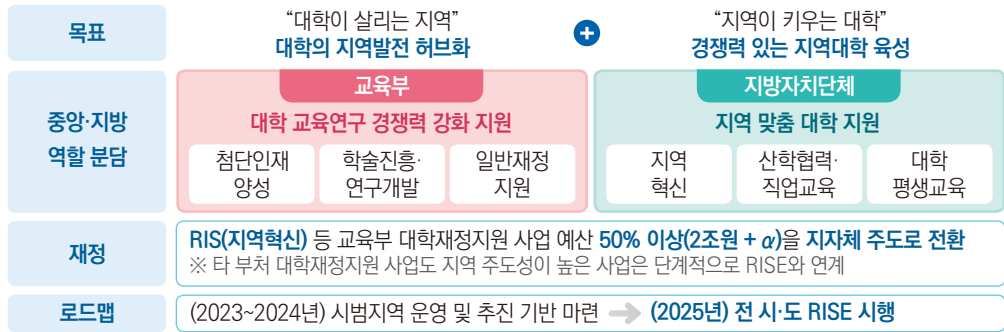 목표
“대학이 살리는 지역”
대학의 지역발전 허브화
+
“지역이 키우는 대학”
경쟁력 있는 지역대학 육성
중앙·지방
역할 분담
교육부
대학 교육연구 경쟁력 강화 지원
첨단인재
양성
학술진흥·
연구개발
일반재정
지원
지방자치단체
지역 맞춤 대학 지원
지역
혁신
산학협력·
직업교육
대학
평생교육
재정
RIS(지역혁신) 등 교육부 대학재정지원 사업 예산 50% 이상(2조원 + α)을 지자체 주도로 전환
※ 타 부처 대학재정지원 사업도 지역 주도성이 높은 사업은 단계적으로 RISE와 연계
로드맵
(2023~2024년) 시범지역 운영 및 추진 기반 마련 → (2025년) 전 시·도 RISE 시행